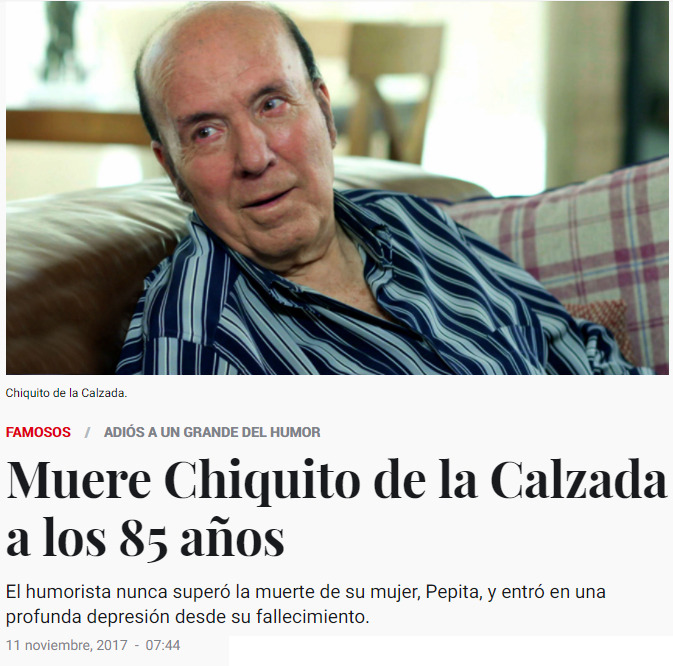 Chiquito de la Calzada.
FAMOSOS / ADIÓS A UN GRANDE DEL HUMOR
Muere Chiquito de la Calzada
a los 85 años
El humorista nunca superó la muerte de su mujer, Pepita, y entró en una
profunda depresión desde su fallecimiento.
11 noviembre, 2017 - 07:44